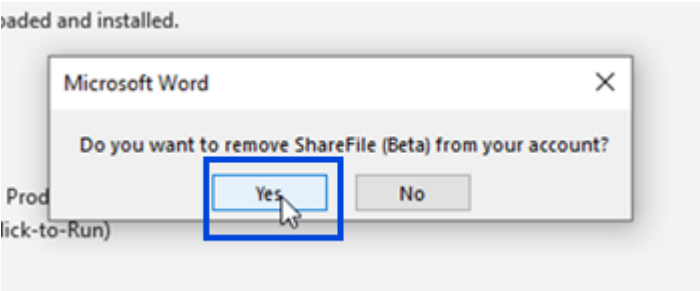 loaded and installed.
Microsoft Word
Do you want to remove ShareFile (Beta) from your account?
Yes No
Prod
lick-to-Run)